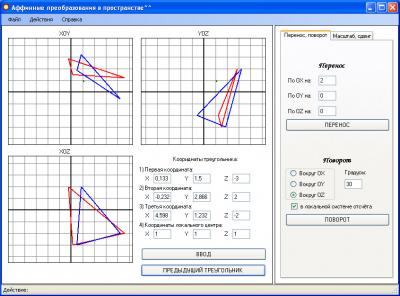 Аффинные преобразования в пространстве^^
Файл Действия Справка
XOY
YOZ
Перенос, поворот Масштаб, сдвиг
Перенос
По OX на 2
По OY на 0
По OZ на 0
ПЕРЕНОС
XOZ
Координаты треугольника:
1) Первая координата:
X 0,133 Y 1,5 Z -3
2) Вторая координата:
X -0,232 Y 2,866 Z 2
3) Третья координата:
X 4,598 Y 1,232 Z -2
4) Координаты локального центра:
X 1 Y 1 Z 1
ВВОД
ПРЕДЫДУЩИЙ ТРЕУГОЛЬНИК
Поворот
Вокруг OX Градусы:
Вокруг OY 30
Вокруг OZ
в локальной системе отсчёта
ПОВОРОТ
Действие: